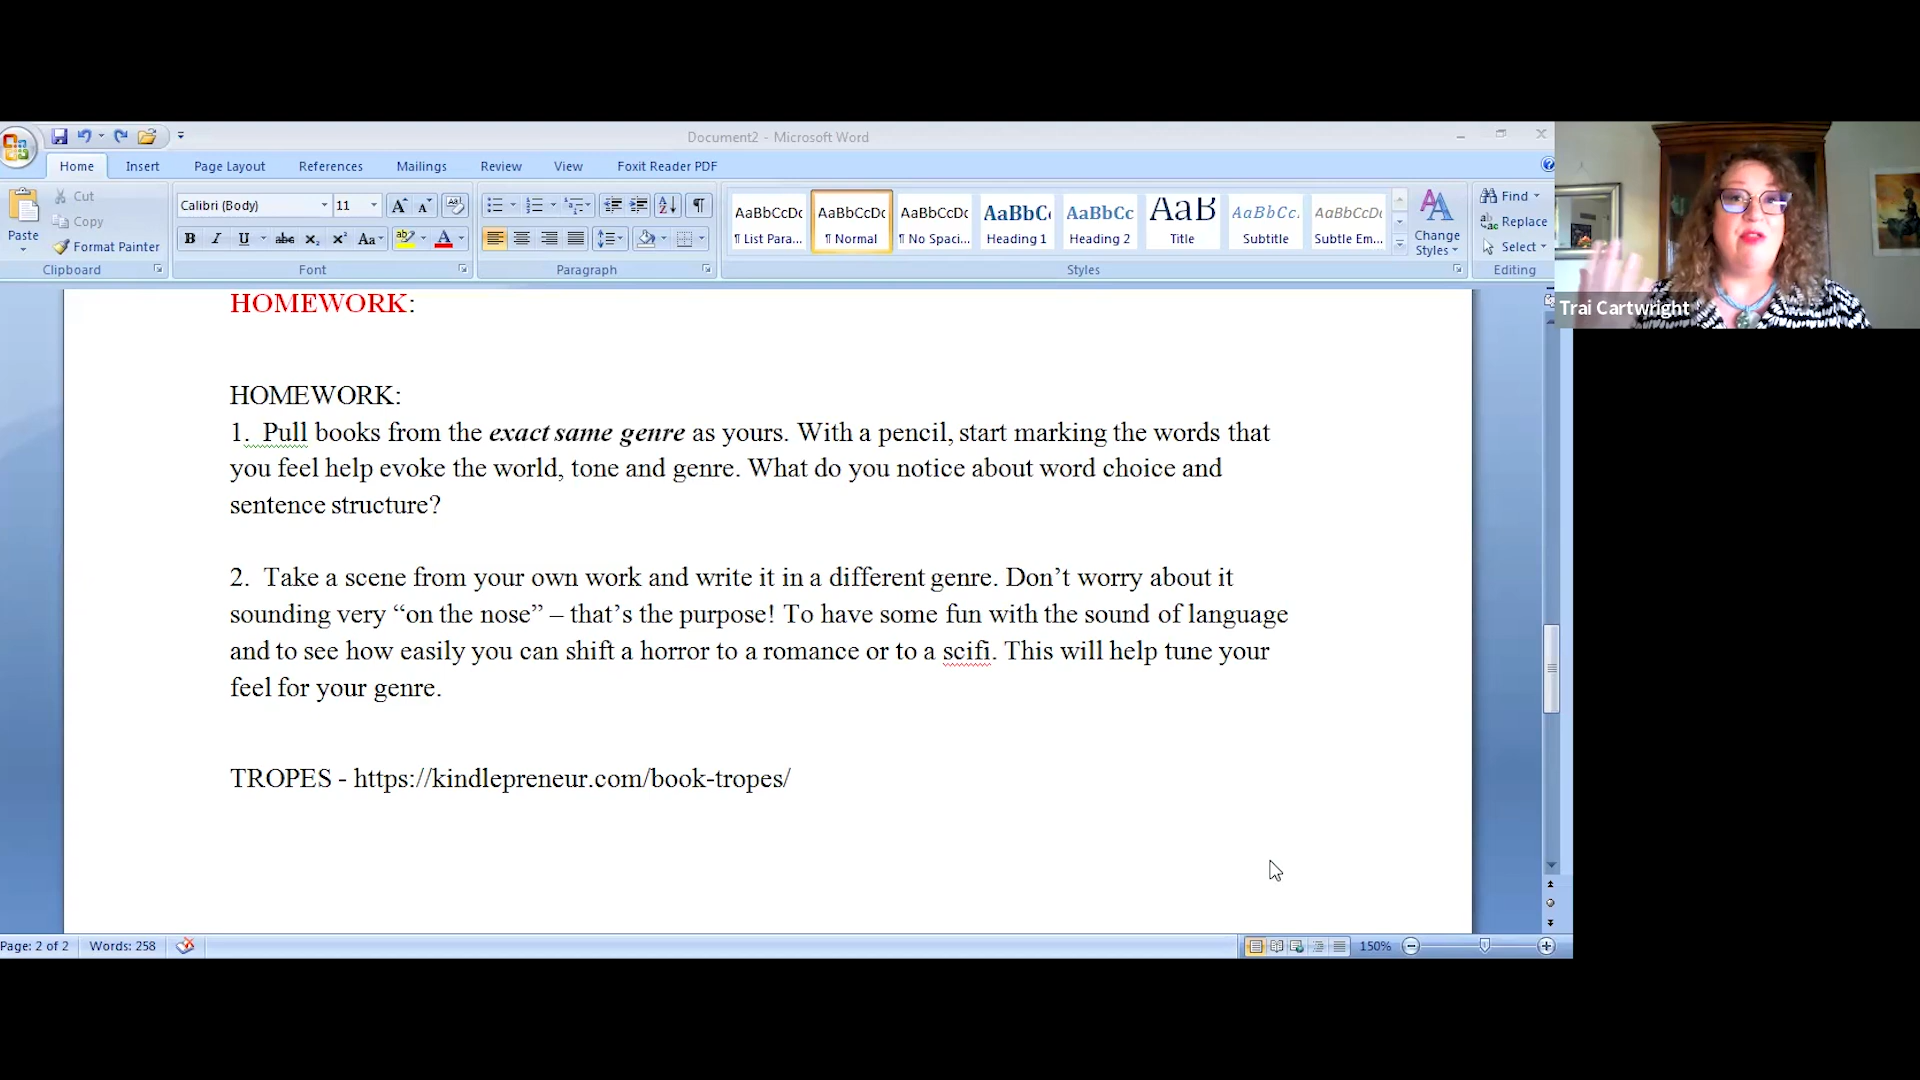 Document2 - Microsoft Word
Home Insert Page Layout References Mailings Review View Foxit Reader PDF
Paste
Cut
Copy
Format Painter
Clipboard
Calibri (Body) 11
Font
Paragraph
AaBbCcDc AaBbCcDc AaBbCcDc AaBbC AaBbCc AaB AaBbCc. AaBbCcDc
¶ List Para... ¶ Normal ¶ No Spaci... Heading 1 Heading 2 Title Subtitle Subtle Em...
Change
Styles
Styles
Find
Replace
Select
Editing
Trai Cartwright
HOMEWORK:
HOMEWORK:
1. Pull books from the exact same genre as yours. With a pencil, start marking the words that
you feel help evoke the world, tone and genre. What do you notice about word choice and
sentence structure?
2. Take a scene from your own work and write it in a different genre. Don’t worry about it
sounding very “on the nose” – that’s the purpose! To have some fun with the sound of language
and to see how easily you can shift a horror to a romance or to a scifi. This will help tune your
feel for your genre.
TROPES - https://kindlepreneur.com/book-tropes/
Page: 2 of 2 Words: 258 150%